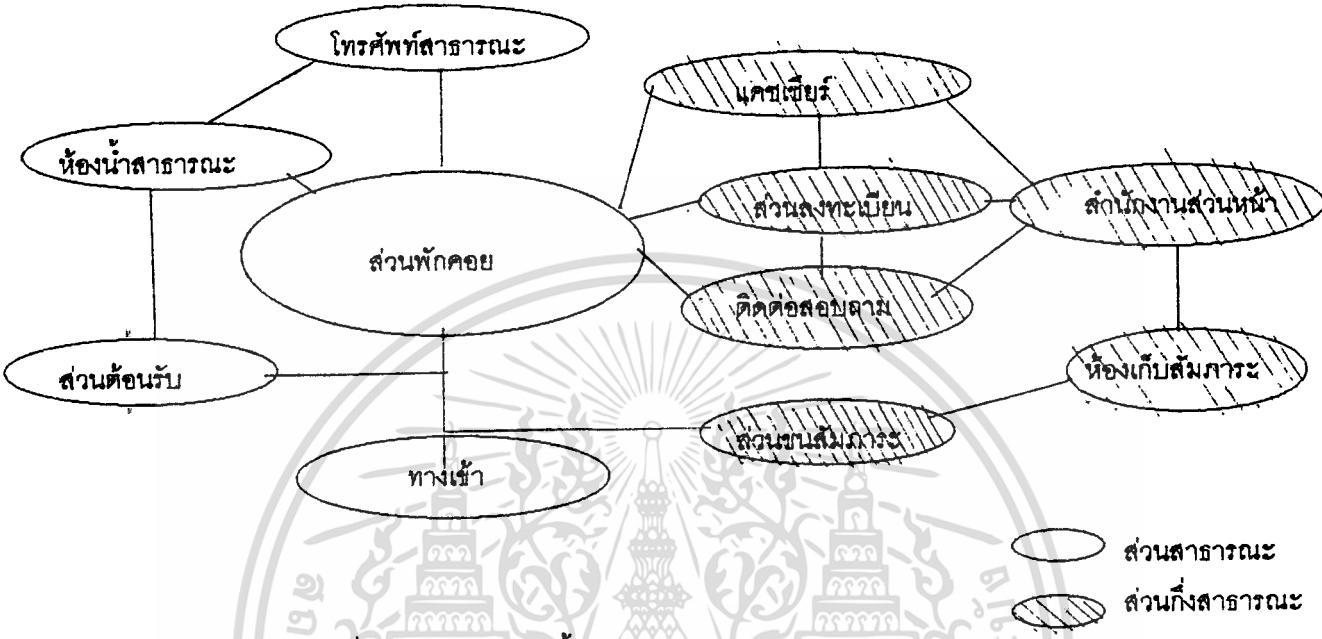 โทรศัพท์สาธารณะ
แคชเชียร์
ห้องน้ำสาธารณะ
ส่วนลงทะเบียน
สำนักงานส่วนหน้า
ส่วนพักคอย
ติดต่อสอบถาม
ส่วนต้อนรับ
ห้องเก็บสัมภาระ
ส่วนขนสัมภาระ
ทางเข้า
ส่วนสาธารณะ
ส่วนกึ่งสาธารณะ